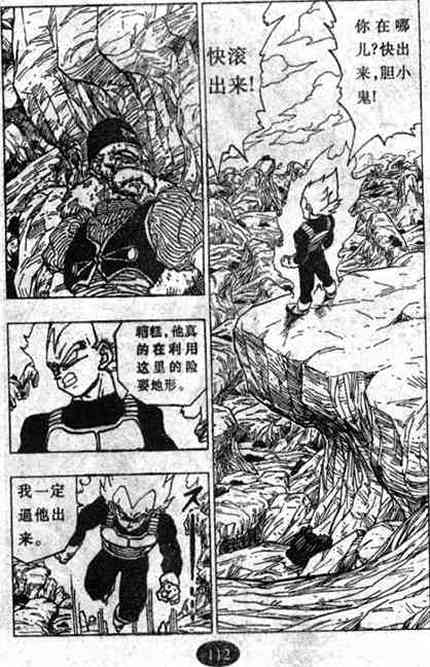 你在哪
儿?快出
来,胆小
鬼!
快滚
出来!
糟糕,他真
的在利用
这里的险
要地形。
我一定
逼他出
来。
ス
112